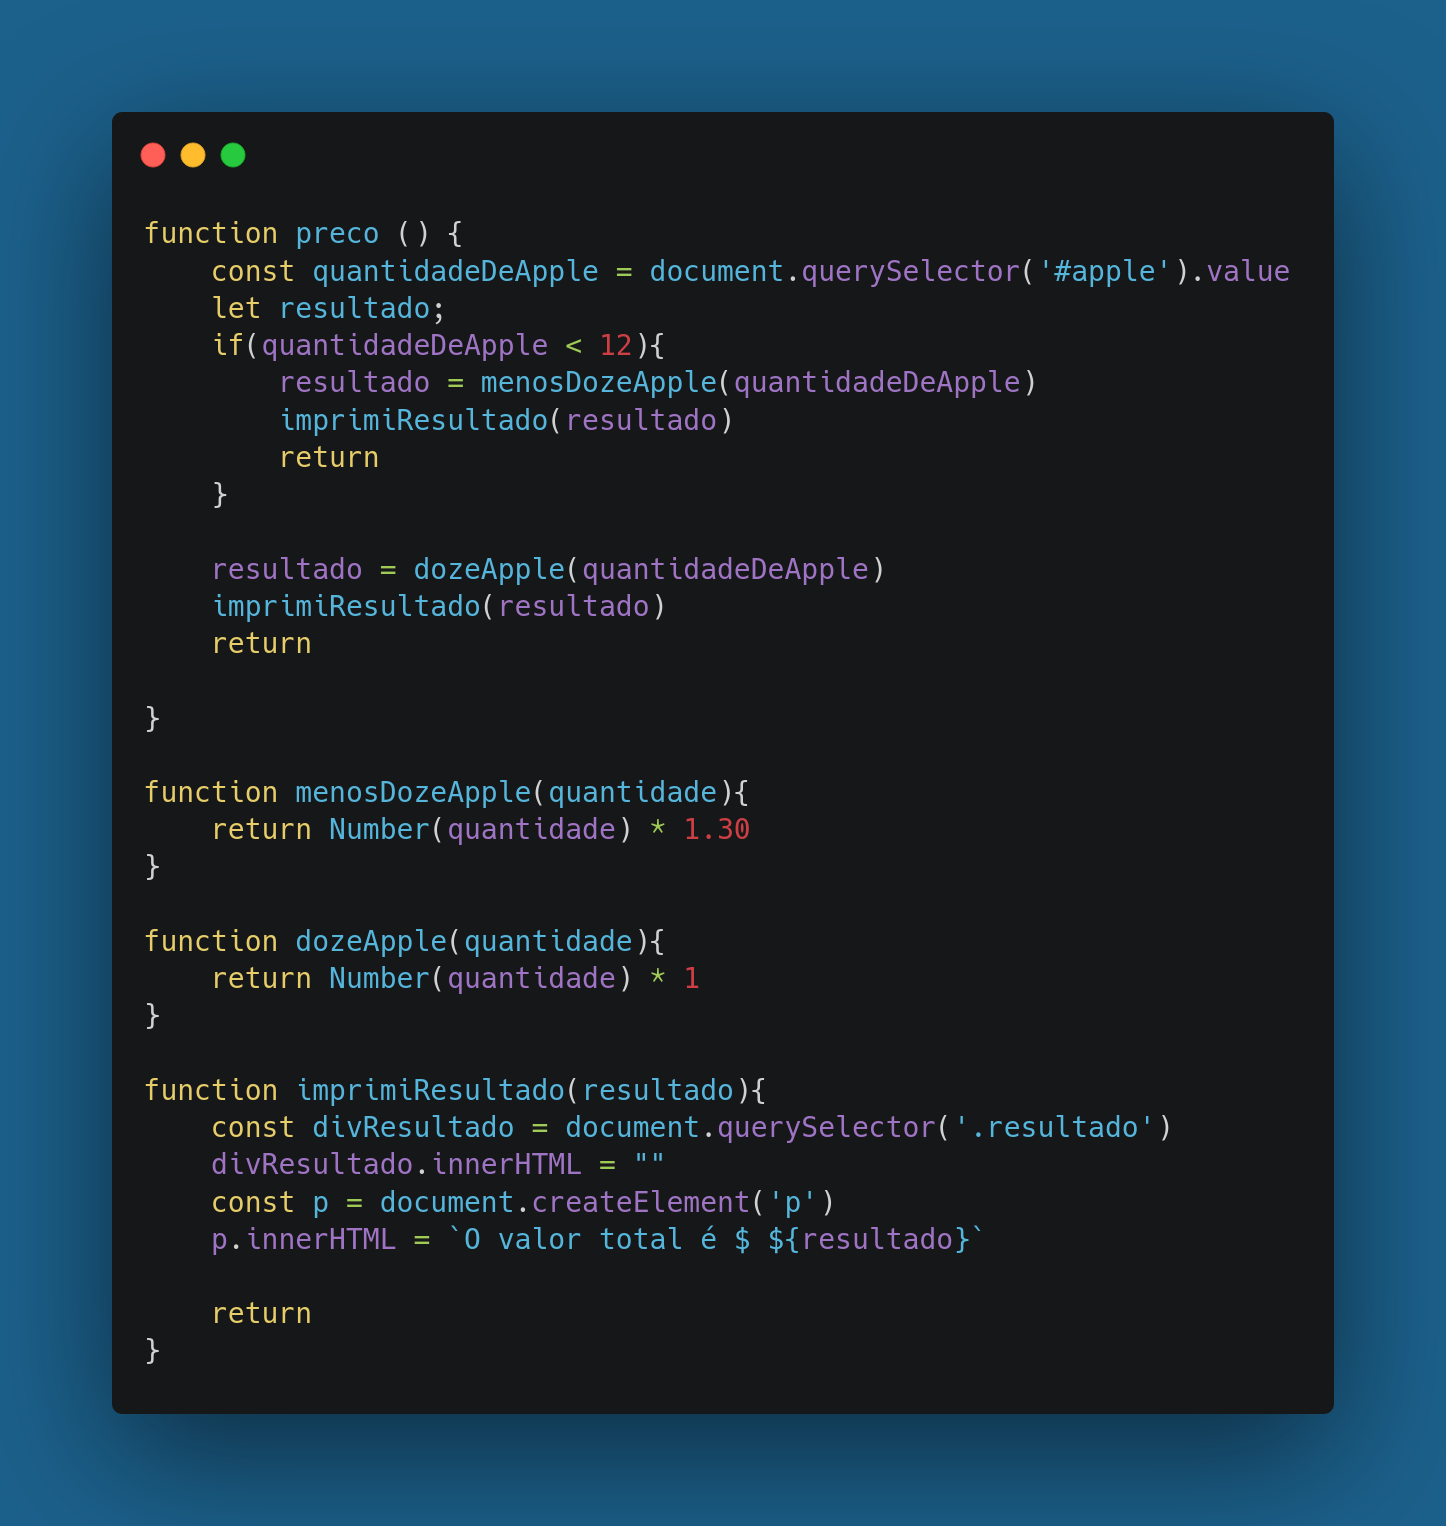 function preco () {
    const quantidadeDeApple = document.querySelector('#apple').value
    let resultado;
    if(quantidadeDeApple < 12){
        resultado = menosDozeApple(quantidadeDeApple)
        imprimiResultado(resultado)
        return
    }

    resultado = dozeApple(quantidadeDeApple)
    imprimiResultado(resultado)
    return

}

function menosDozeApple(quantidade){
    return Number(quantidade) * 1.30
}

function dozeApple(quantidade){
    return Number(quantidade) * 1
}

function imprimiResultado(resultado){
    const divResultado = document.querySelector('.resultado')
    divResultado.innerHTML = ""
    const p = document.createElement('p')
    p.innerHTML = `O valor total é $ ${resultado}`

    return
}